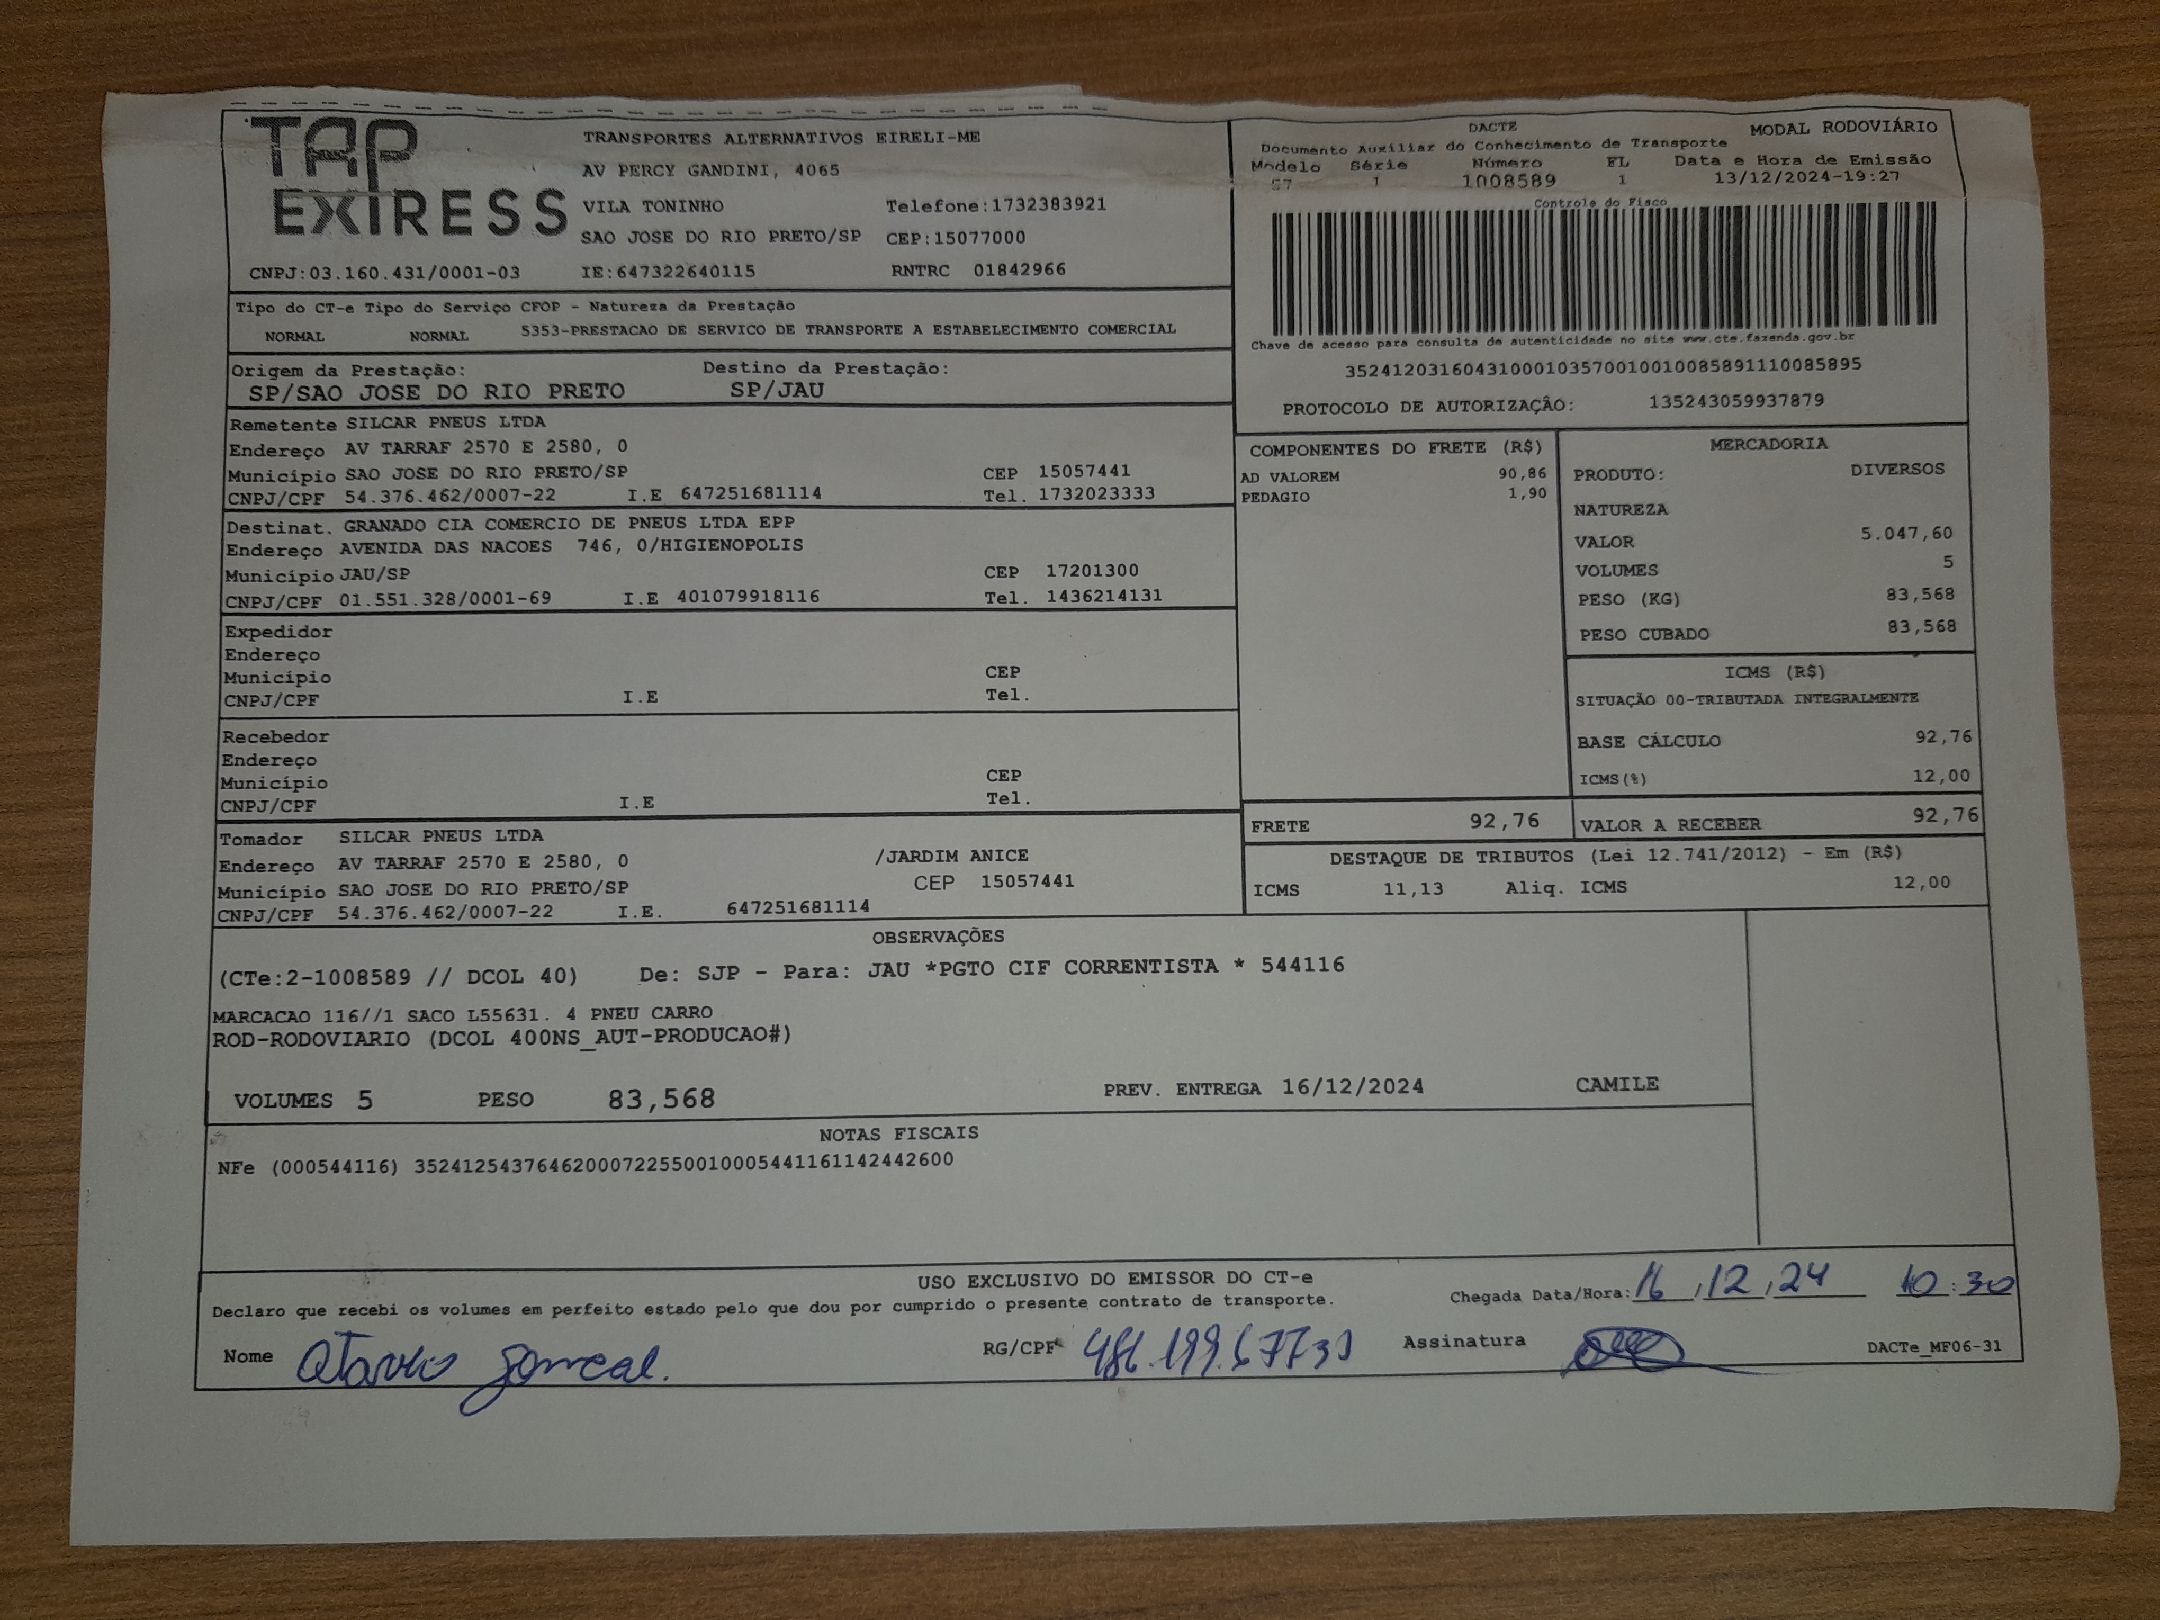 TAP
EXIRESS
TRANSPORTES ALTERNATIVOS EIRELI-ME
AV PERCY GANDINI, 4065
VILA TONINHO Telefone:1732383921
SAO JOSE DO RIO PRETO/SP CEP:15077000
CNPJ:03.160.431/0001-03 IE:647322640115 RNTRC 01842966
DACTE MODAL RODOVIÁRIO
Documento Auxiliar do Conhecimento de Transporte
Modelo Série Número FL Data e Hora de Emissão
57 1 1008589 1 13/12/2024-19:27
Controle do Fisco
Chave de acesso para consulta de autenticidade no site www.cte.fazenda.gov.br
35241203160431000103570010010085891110085895
PROTOCOLO DE AUTORIZAÇÃO: 135243059937879
Tipo do CT-e Tipo do Serviço CFOP - Natureza da Prestação
NORMAL NORMAL 5353-PRESTACAO DE SERVICO DE TRANSPORTE A ESTABELECIMENTO COMERCIAL
Origem da Prestação: Destino da Prestação:
SP/SAO JOSE DO RIO PRETO SP/JAU
Remetente SILCAR PNEUS LTDA
Endereço AV TARRAF 2570 E 2580, 0
Município SAO JOSE DO RIO PRETO/SP CEP 15057441
CNPJ/CPF 54.376.462/0007-22 I.E 647251681114 Tel. 1732023333
Destinat. GRANADO CIA COMERCIO DE PNEUS LTDA EPP
Endereço AVENIDA DAS NACOES 746, 0/HIGIENOPOLIS
Município JAU/SP CEP 17201300
CNPJ/CPF 01.551.328/0001-69 I.E 401079918116 Tel. 1436214131
Expedidor
Endereço
Município CEP
CNPJ/CPF I.E Tel.
Recebedor
Endereço
Município CEP
CNPJ/CPF I.E Tel.
Tomador SILCAR PNEUS LTDA
Endereço AV TARRAF 2570 E 2580, 0 /JARDIM ANICE
Município SAO JOSE DO RIO PRETO/SP CEP 15057441
CNPJ/CPF 54.376.462/0007-22 I.E. 647251681114
COMPONENTES DO FRETE (R$)
AD VALOREM 90,86
PEDAGIO 1,90
MERCADORIA
PRODUTO: DIVERSOS
NATUREZA
VALOR 5.047,60
VOLUMES 5
PESO (KG) 83,568
PESO CUBADO 83,568
ICMS (R$)
SITUAÇÃO 00-TRIBUTADA INTEGRALMENTE
BASE CÁLCULO 92,76
ICMS(%) 12,00
FRETE 92,76 VALOR A RECEBER 92,76
DESTAQUE DE TRIBUTOS (Lei 12.741/2012) - Em (R$)
ICMS 11,13 Aliq. ICMS 12,00
OBSERVAÇÕES
(CTe:2-1008589 // DCOL 40) De: SJP - Para: JAU *PGTO CIF CORRENTISTA * 544116
MARCACAO 116//1 SACO L55631. 4 PNEU CARRO
ROD-RODOVIARIO (DCOL 400NS_AUT-PRODUCAO#)
VOLUMES 5 PESO 83,568 PREV. ENTREGA 16/12/2024 CAMILE
NOTAS FISCAIS
NFe (000544116) 35241254376462000722550010005441161142442600
USO EXCLUSIVO DO EMISSOR DO CT-e
Declaro que recebi os volumes em perfeito estado pelo que dou por cumprido o presente contrato de transporte.
Chegada Data/Hora: 16 , 12 , 24 10 : 30
Nome RG/CPF 486.199.677 Assinatura DACTe_MF06-31